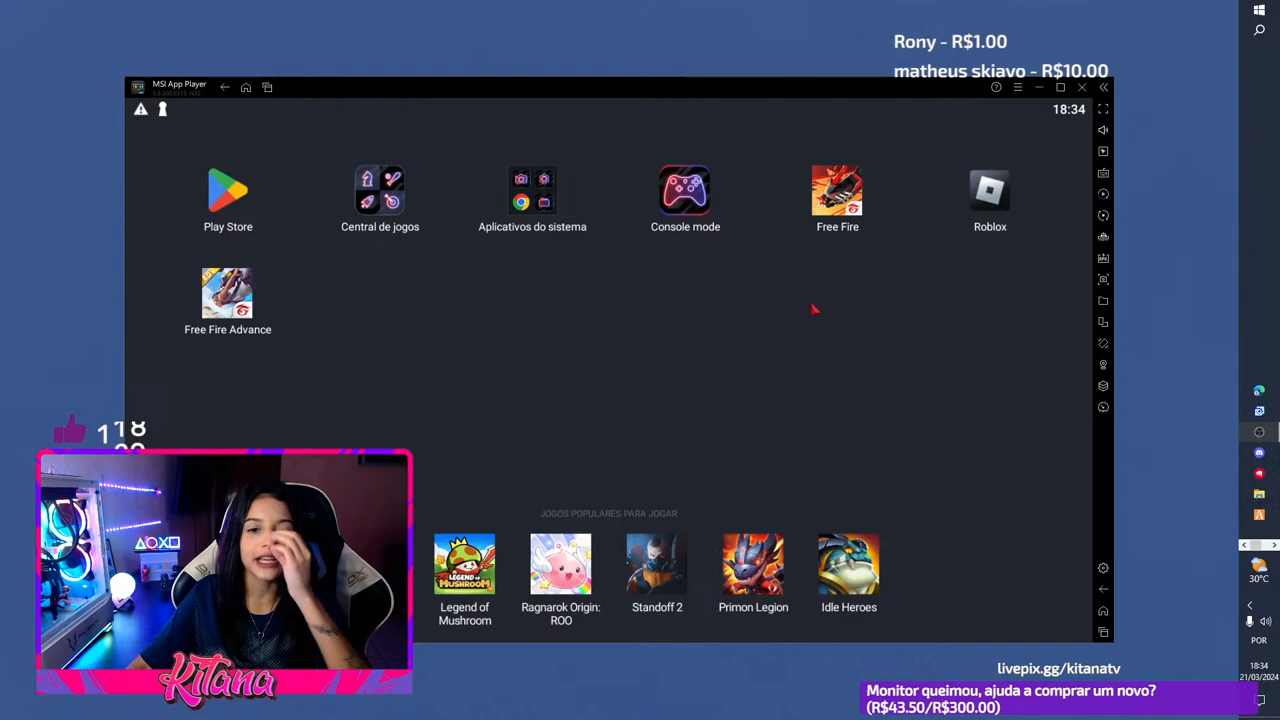 Rony - R$1.00
matheus skiavo - R$10.00
MSI App Player
18:34
Play Store
Central de jogos
Aplicativos do sistema
Console mode
Free Fire
Roblox
Free Fire Advance
118
JOGOS POPULARES PARA JOGAR
Legend of Mushroom
Ragnarok Origin: ROO
Standoff 2
Primon Legion
Idle Heroes
Kitana
30°C
POR
18:34
21/03/2024
livepix.gg/kitanatv
Monitor queimou, ajuda a comprar um novo?
(R$43.50/R$300.00)